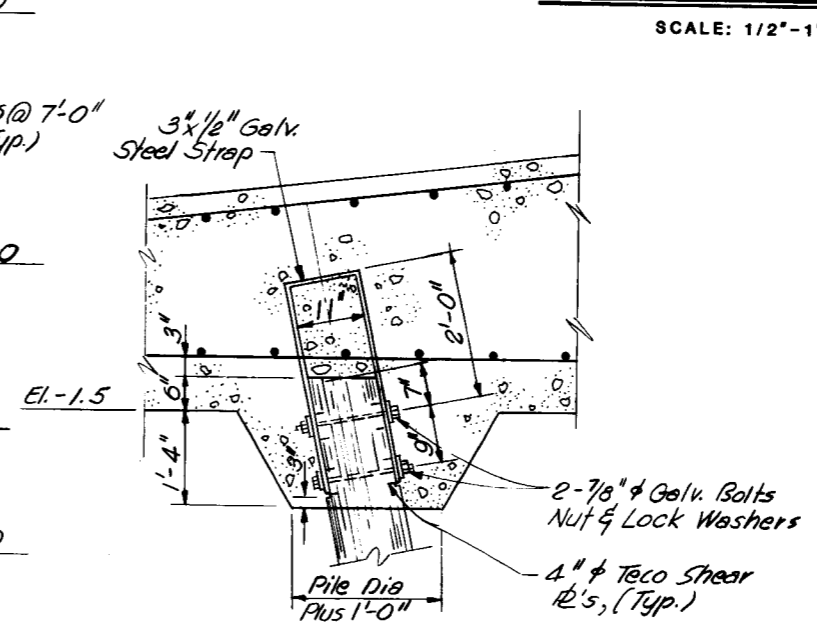 SCALE: 1/2"-1'
@ 7'-0"
3"x1/2" Galv.
Steel Strap
11"
2'-0"
3"
6"
El.-1.5
7"
9"
1'-4"
3"
2-7/8" ϕ Galv. Bolts
Nut & Lock Washers
4" ϕ Teco Shear
PL's, (Typ.)
Pile Dia
Plus 1'-0"